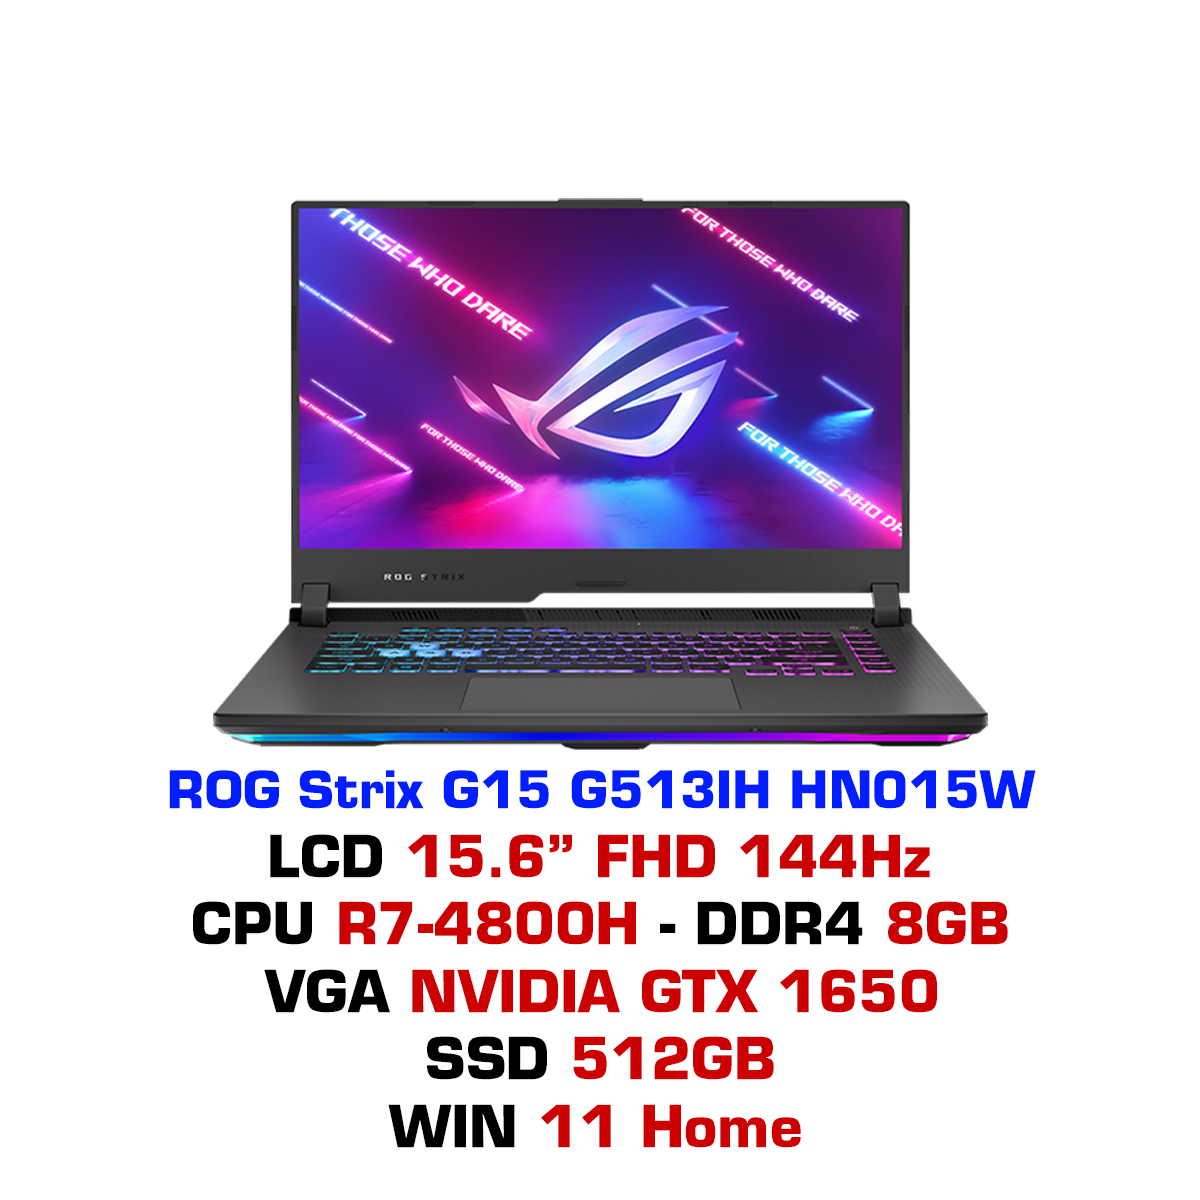 THOSE WHO DARE
FOR THOSE WHO DARE
FOR THOSE WHO DARE
FOR THOSE WHO DA
ROG STRIX
ROG Strix G15 G513IH HN015W
LCD 15.6” FHD 144Hz
CPU R7-4800H - DDR4 8GB
VGA NVIDIA GTX 1650
SSD 512GB
WIN 11 Home